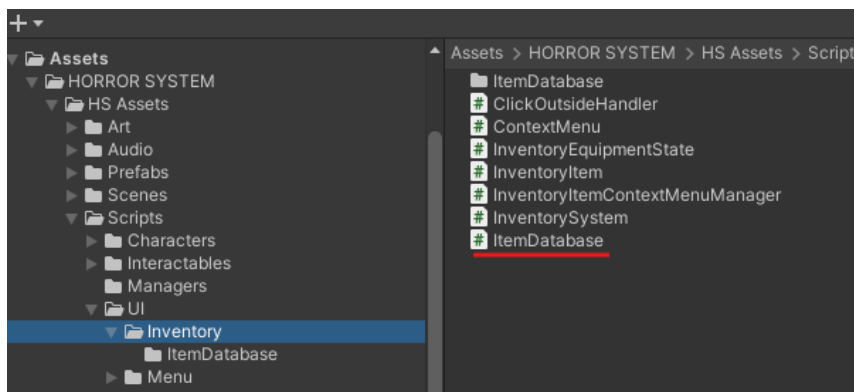 Assets
HORROR SYSTEM
HS Assets
Art
Audio
Prefabs
Scenes
Scripts
Characters
Interactables
Managers
UI
Inventory
ItemDatabase
Menu
Assets > HORROR SYSTEM > HS Assets > Script
ItemDatabase
ClickOutsideHandler
ContextMenu
InventoryEquipmentState
InventoryItem
InventoryItemContextMenuManager
InventorySystem
ItemDatabase